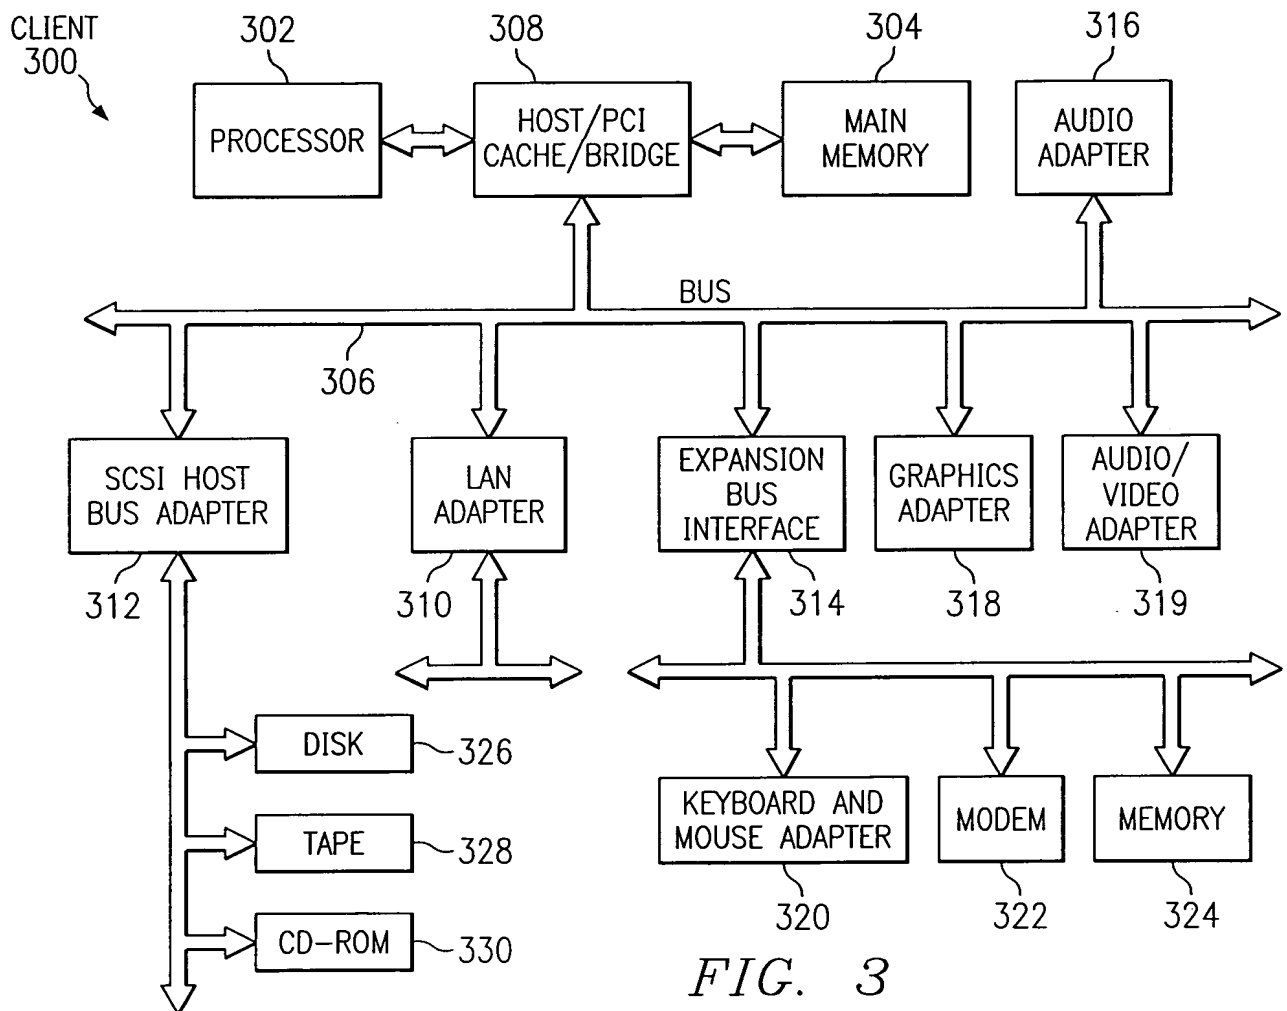 CLIENT
300
302
308
304
316
PROCESSOR
HOST/PCI
CACHE/BRIDGE
MAIN
MEMORY
AUDIO
ADAPTER
BUS
306
SCSI HOST
BUS ADAPTER
LAN
ADAPTER
EXPANSION
BUS
INTERFACE
GRAPHICS
ADAPTER
AUDIO/
VIDEO
ADAPTER
312
310
314
318
319
DISK
326
TAPE
328
CD-ROM
330
KEYBOARD AND
MOUSE ADAPTER
MODEM
MEMORY
320
322
324
FIG. 3